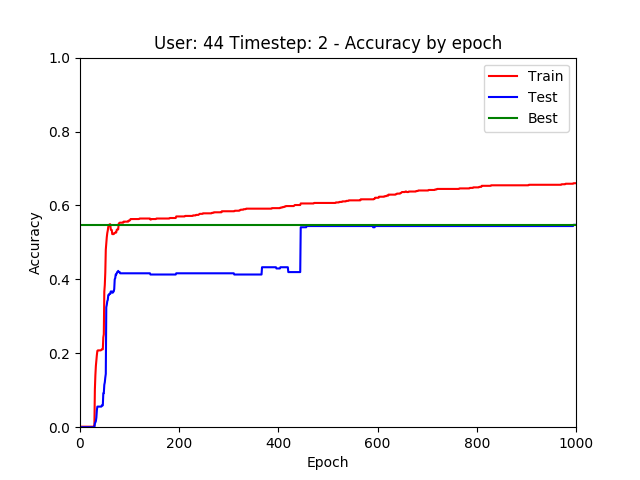 User: 44 Timestep: 2 - Accuracy by epoch
1.0
0.8
0.6
0.4
0.2
0.0
Accuracy
Train
Test
Best
0 200 400 600 800 1000
Epoch